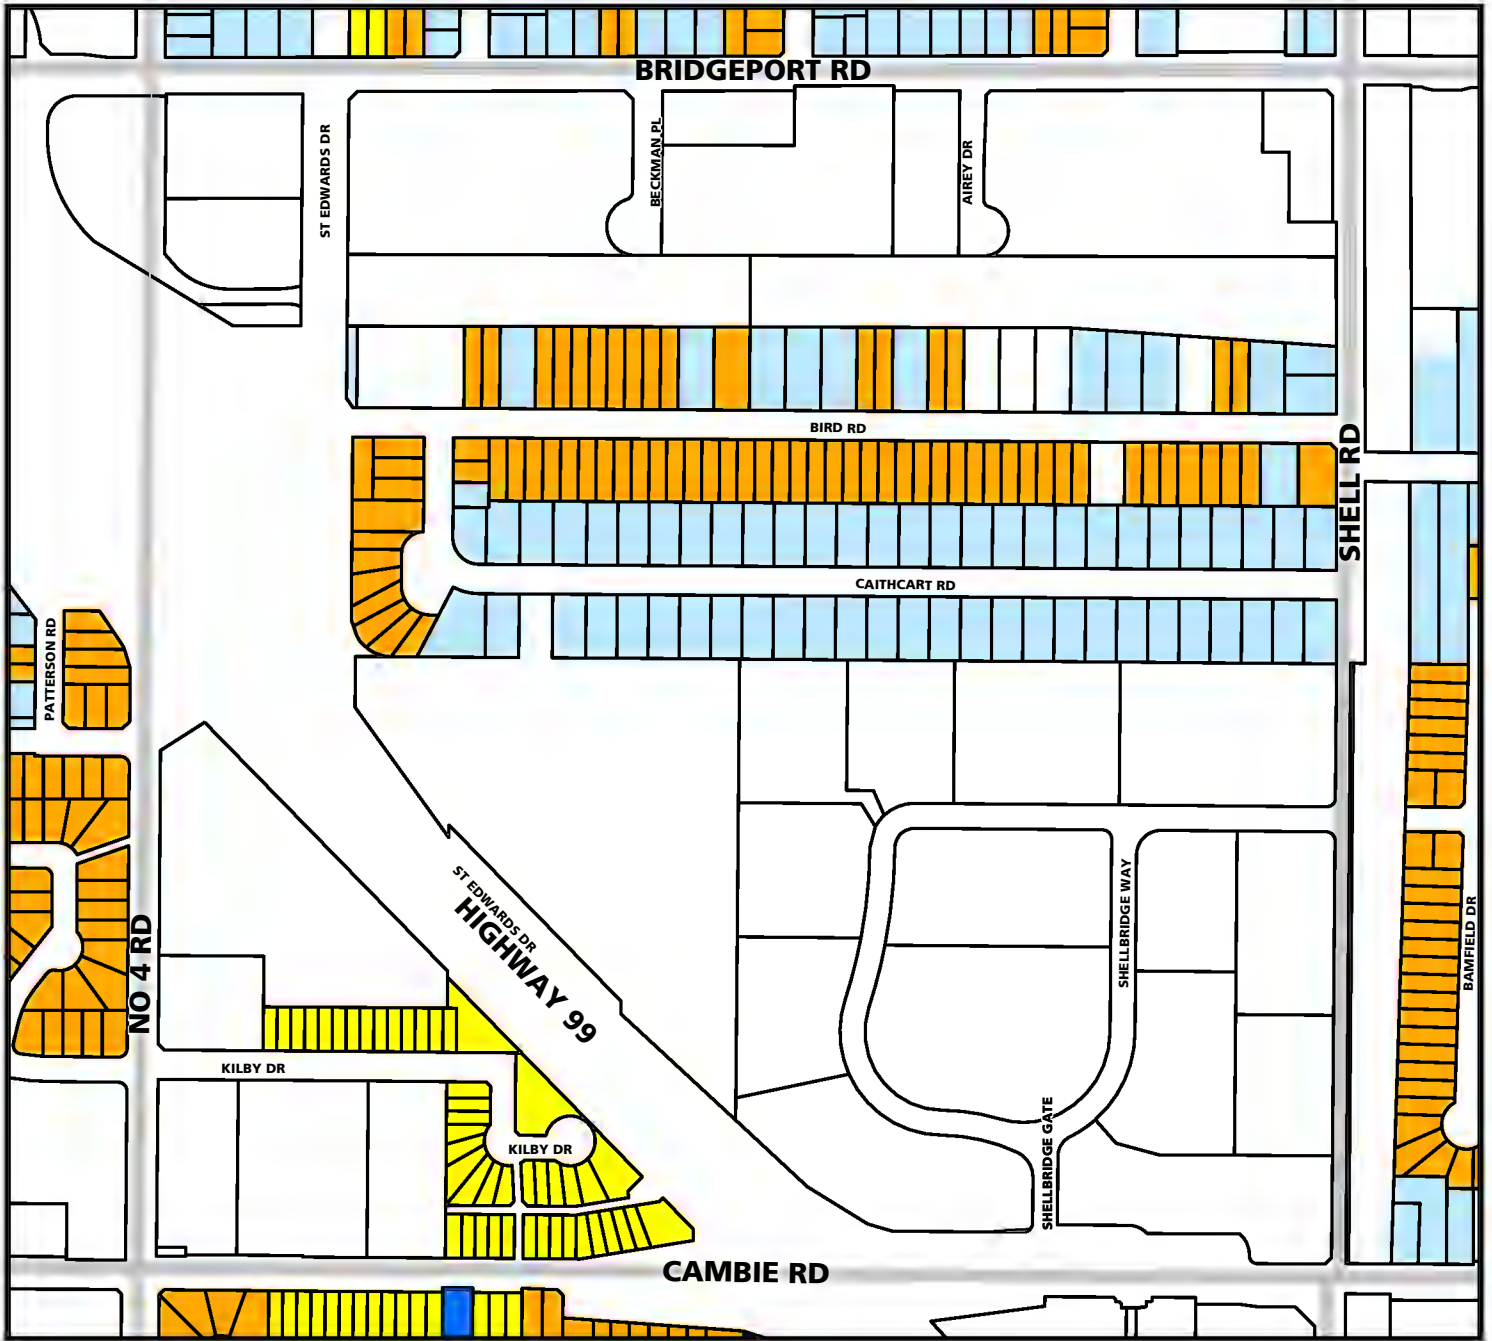 BRIDGEPORT RD
ST EDWARDS DR
BECKMAN PL
AIREY DR
BIRD RD
SHELL RD
CAITHCART RD
PATTERSON RD
ST EDWARDS DR
HIGHWAY 99
SHELLBRIDGE WAY
BAMFIELD DR
NO 4 RD
KILBY DR
KILBY DR
SHELLBRIDGE GATE
CAMBIE RD